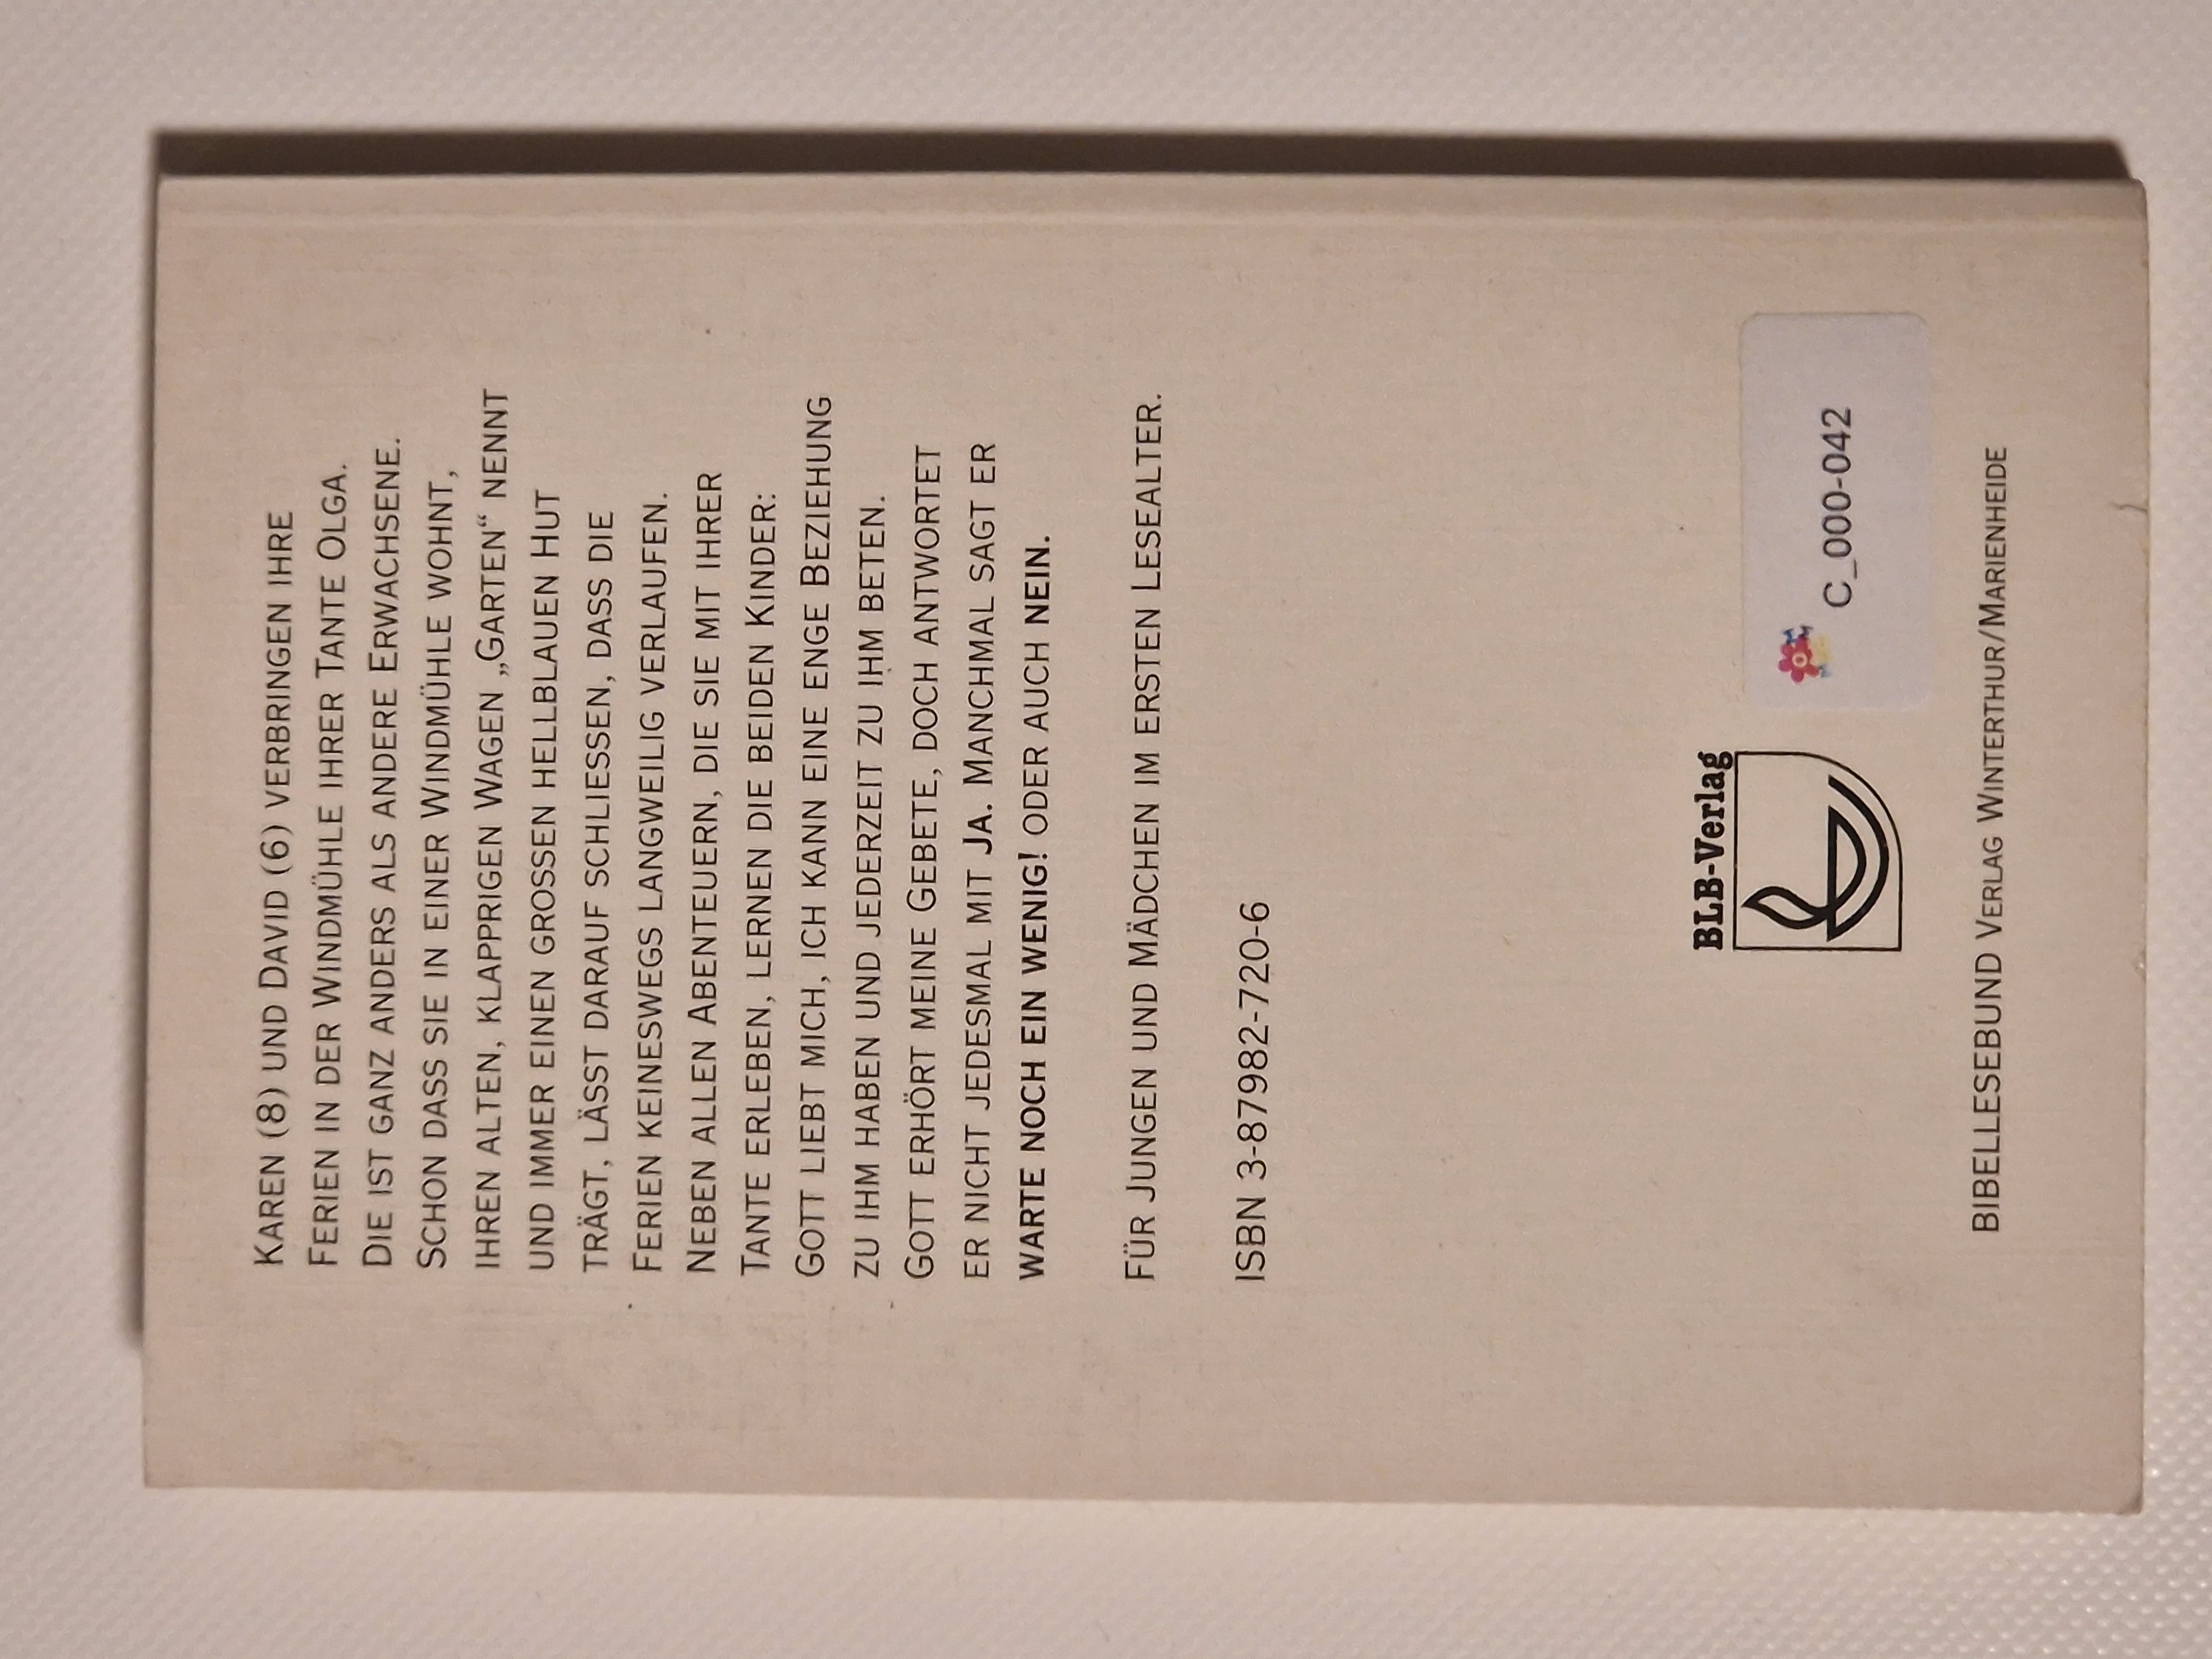 KAREN (8) UND DAVID (6) VERBRINGEN IHRE
FERIEN IN DER WINDMÜHLE IHRER TANTE OLGA.
DIE IST GANZ ANDERS ALS ANDERE ERWACHSENE.
SCHON DASS SIE IN EINER WINDMÜHLE WOHNT,
IHREN ALTEN, KLAPPRIGEN WAGEN „GARTEN“ NENNT
UND IMMER EINEN GROSSEN HELLBLAUEN HUT
TRÄGT, LÄSST DARAUF SCHLIESSEN, DASS DIE
FERIEN KEINESWEGS LANGWEILIG VERLAUFEN.
NEBEN ALLEN ABENTEUERN, DIE SIE MIT IHRER
TANTE ERLEBEN, LERNEN DIE BEIDEN KINDER:
GOTT LIEBT MICH, ICH KANN EINE ENGE BEZIEHUNG
ZU IHM HABEN UND JEDERZEIT ZU IHM BETEN.
GOTT ERHÖRT MEINE GEBETE, DOCH ANTWORTET
ER NICHT JEDESMAL MIT JA. MANCHMAL SAGT ER
WARTE NOCH EIN WENIG! ODER AUCH NEIN.
FÜR JUNGEN UND MÄDCHEN IM ERSTEN LESEALTER.
ISBN 3-87982-720-6
BLB-Verlag
C_000-042
BIBELLESEBUND VERLAG WINTERTHUR/MARIENHEIDE